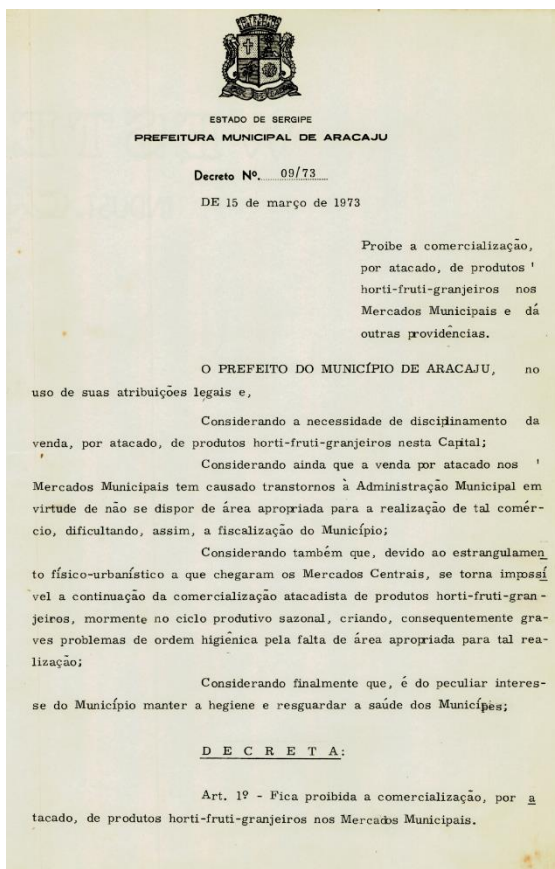 ESTADO DE SERGIPE
PREFEITURA MUNICIPAL DE ARACAJU
Decreto Nº. 09/73
DE 15 de março de 1973
Proibe a comercialização,
por atacado, de produtos '
horti-fruti-granjeiros nos
Mercados Municipais e dá
outras providências.
O PREFEITO DO MUNICÍPIO DE ARACAJU, no
uso de suas atribuições legais e,
Considerando a necessidade de disciplinamento da
venda, por atacado, de produtos horti-fruti-granjeiros nesta Capital;
Considerando ainda que a venda por atacado nos '
Mercados Municipais tem causado transtornos à Administração Municipal em
virtude de não se dispor de área apropriada para a realização de tal comér-
cio, dificultando, assim, a fiscalização do Município;
Considerando também que, devido ao estrangulamen
to físico-urbanístico a que chegaram os Mercados Centrais, se torna impossí
vel a continuação da comercialização atacadista de produtos horti-fruti-gran-
jeiros, mormente no ciclo produtivo sazonal, criando, consequentemente gra-
ves problemas de ordem higiênica pela falta de área apropriada para tal rea-
lização;
Considerando finalmente que, é do peculiar interes-
se do Município manter a hegiene e resguardar a saúde dos Munícipes;
D E C R E T A:
Art. 1º - Fica proibida a comercialização, por a
tacado, de produtos horti-fruti-granjeiros nos Mercados Municipais.